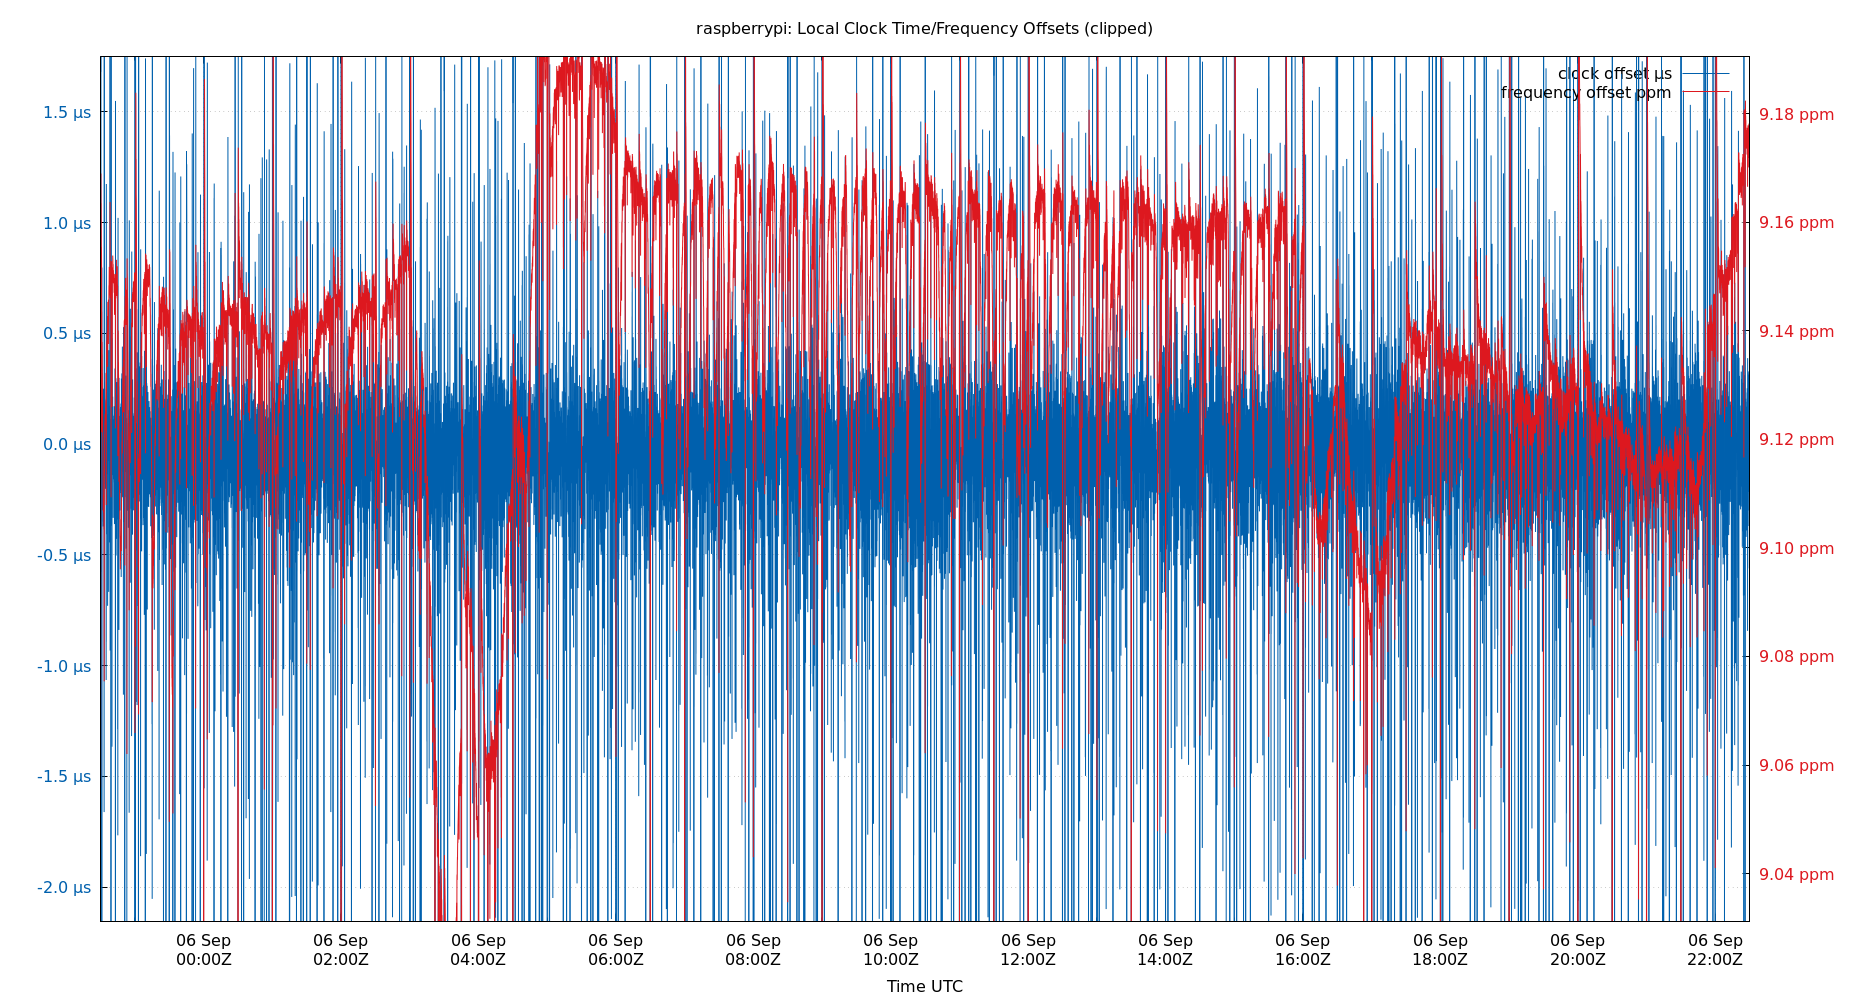 raspberrypi: Local Clock Time/Frequency Offsets (clipped)
clock offset µs
frequency offset ppm
1.5 µs
1.0 µs
0.5 µs
0.0 µs
-0.5 µs
-1.0 µs
-1.5 µs
-2.0 µs
9.18 ppm
9.16 ppm
9.14 ppm
9.12 ppm
9.10 ppm
9.08 ppm
9.06 ppm
9.04 ppm
06 Sep 06 Sep 06 Sep 06 Sep 06 Sep 06 Sep 06 Sep 06 Sep 06 Sep 06 Sep 06 Sep 06 Sep
00:00Z 02:00Z 04:00Z 06:00Z 08:00Z 10:00Z 12:00Z 14:00Z 16:00Z 18:00Z 20:00Z 22:00Z
Time UTC